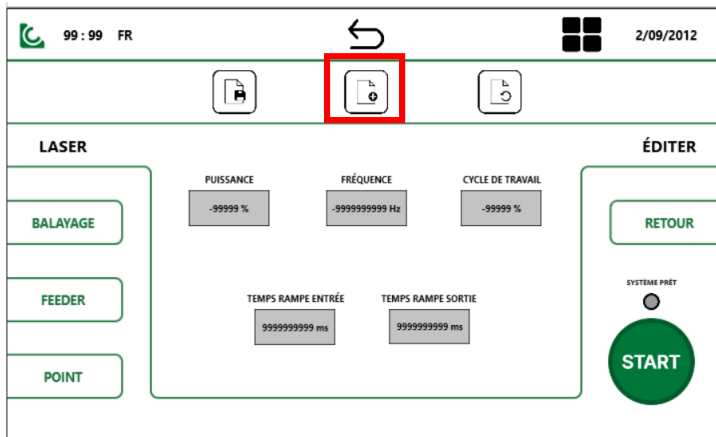 99 : 99 FR
2/09/2012
LASER
ÉDITER
PUISSANCE
FRÉQUENCE
CYCLE DE TRAVAIL
-99999 %
-9999999999 Hz
-99999 %
BALAYAGE
RETOUR
FEEDER
TEMPS RAMPE ENTRÉE
TEMPS RAMPE SORTIE
9999999999 ms
9999999999 ms
SYSTÈME PRÊT
START
POINT